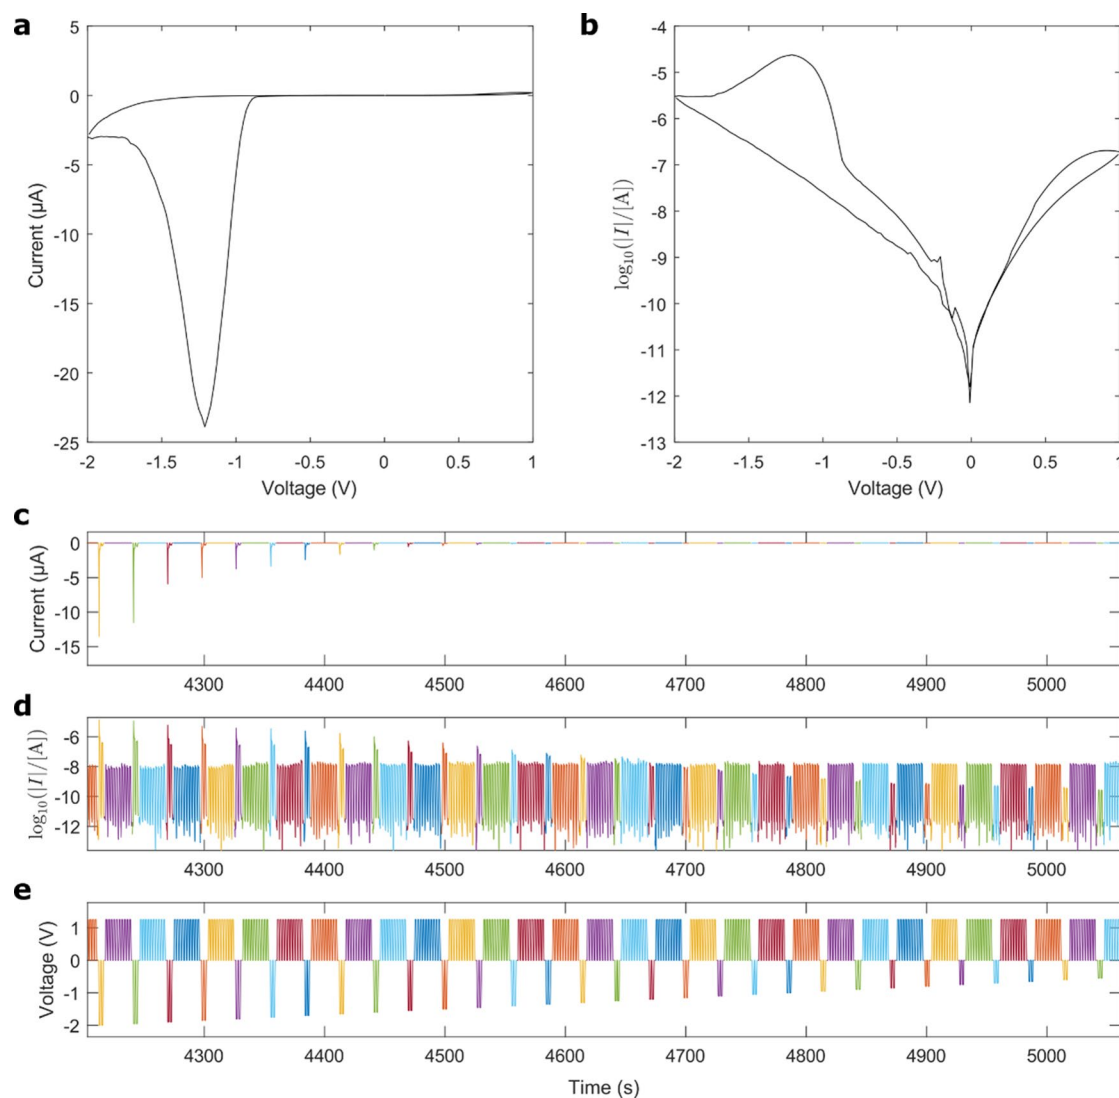 a
5
0
-5
-10
-15
-20
-25
Current (µA)
-2 -1.5 -1 -0.5 0 0.5 1
Voltage (V)
b
-4
-5
-6
-7
-8
-9
-10
-11
-12
-13
log10(|I|/[A])
-2 -1.5 -1 -0.5 0 0.5 1
Voltage (V)
c
0
-5
-10
-15
Current (µA)
4300 4400 4500 4600 4700 4800 4900 5000
d
-6
-8
-10
-12
log10(|I|/[A])
4300 4400 4500 4600 4700 4800 4900 5000
e
1
0
-1
-2
Voltage (V)
4300 4400 4500 4600 4700 4800 4900 5000
Time (s)